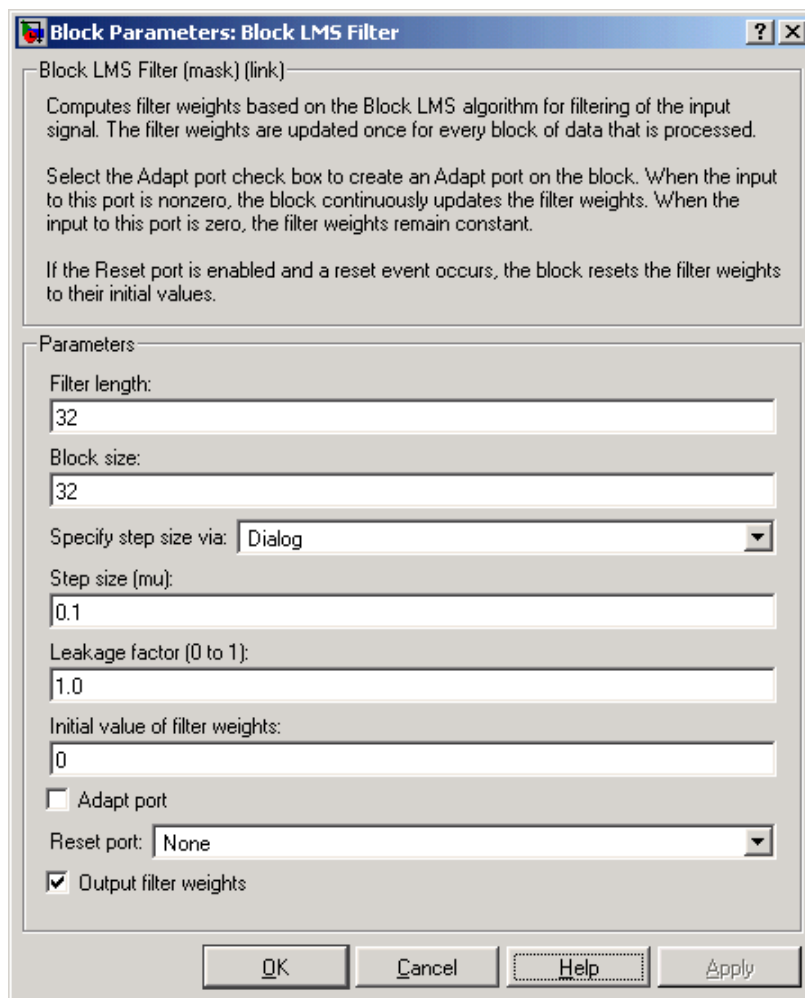 Block Parameters: Block LMS Filter
Block LMS Filter (mask) (link)
Computes filter weights based on the Block LMS algorithm for filtering of the input
signal. The filter weights are updated once for every block of data that is processed.
Select the Adapt port check box to create an Adapt port on the block. When the input
to this port is nonzero, the block continuously updates the filter weights. When the
input to this port is zero, the filter weights remain constant.
If the Reset port is enabled and a reset event occurs, the block resets the filter weights
to their initial values.
Parameters
Filter length:
32
Block size:
32
Specify step size via: Dialog
Step size (mu):
0.1
Leakage factor (0 to 1):
1.0
Initial value of filter weights:
0
Adapt port
Reset port: None
Output filter weights
OK Cancel Help Apply